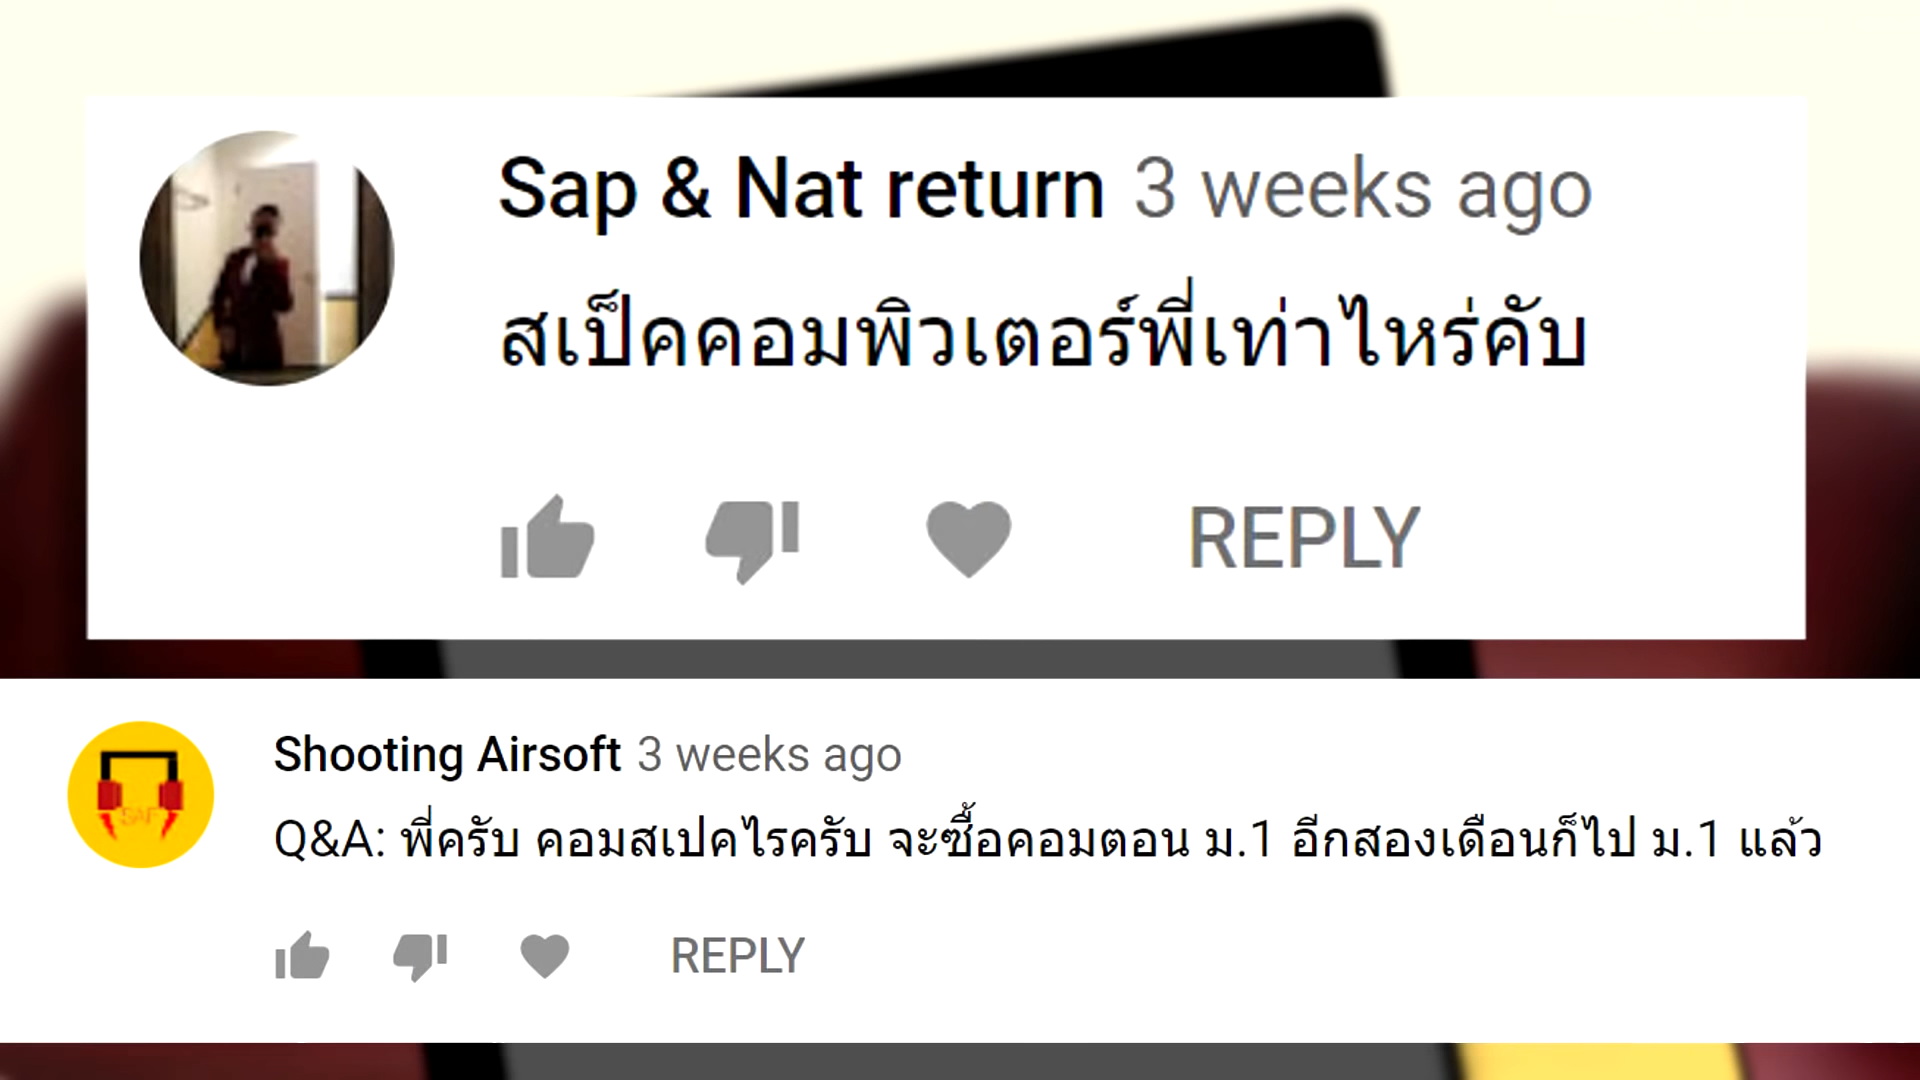 Sap & Nat return 3 weeks ago
สเป็คคอมพิวเตอร์พี่เท่าไหร่คับ
REPLY
Shooting Airsoft 3 weeks ago
SAF
Q&A: พี่ครับ คอมสเปคไรครับ จะซื้อคอมตอน ม.1 อีกสองเดือนก็ไป ม.1 แล้ว
REPLY